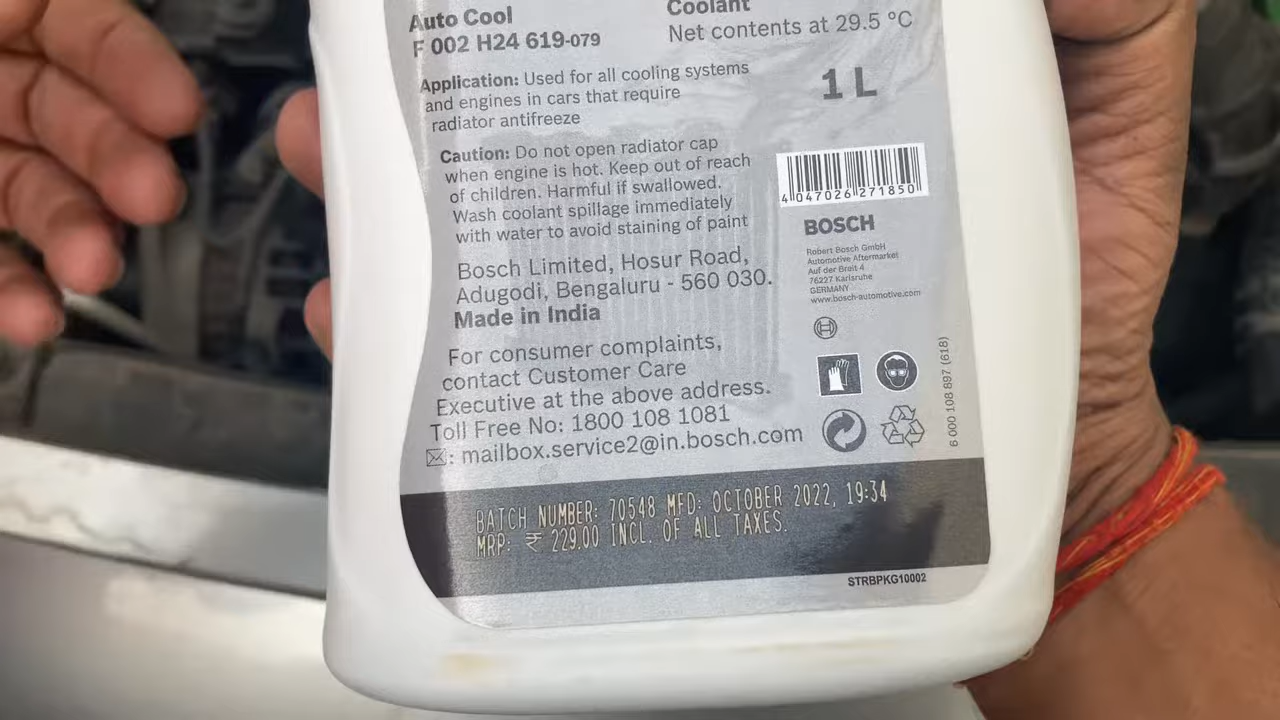 Auto Cool
F 002 H24 619-079
Coolant
Net contents at 29.5 °C
1 L
Application: Used for all cooling systems
and engines in cars that require
radiator antifreeze
Caution: Do not open radiator cap
when engine is hot. Keep out of reach
of children. Harmful if swallowed.
Wash coolant spillage immediately
with water to avoid staining of paint
Bosch Limited, Hosur Road,
Adugodi, Bengaluru - 560 030.
Made in India
For consumer complaints,
contact Customer Care
Executive at the above address.
Toll Free No: 1800 108 1081
: mailbox.service2@in.bosch.com
4 047026 271850
BOSCH
Robert Bosch GmbH
Automotive Aftermarket
Auf der Breit 4
76227 Karlsruhe
GERMANY
www.bosch-automotive.com
6 000 108 897 (618)
BATCH NUMBER: 70548 MFD: OCTOBER 2022, 19:34
MRP: ₹ 229.00 INCL. OF ALL TAXES.
STRBPKG10002